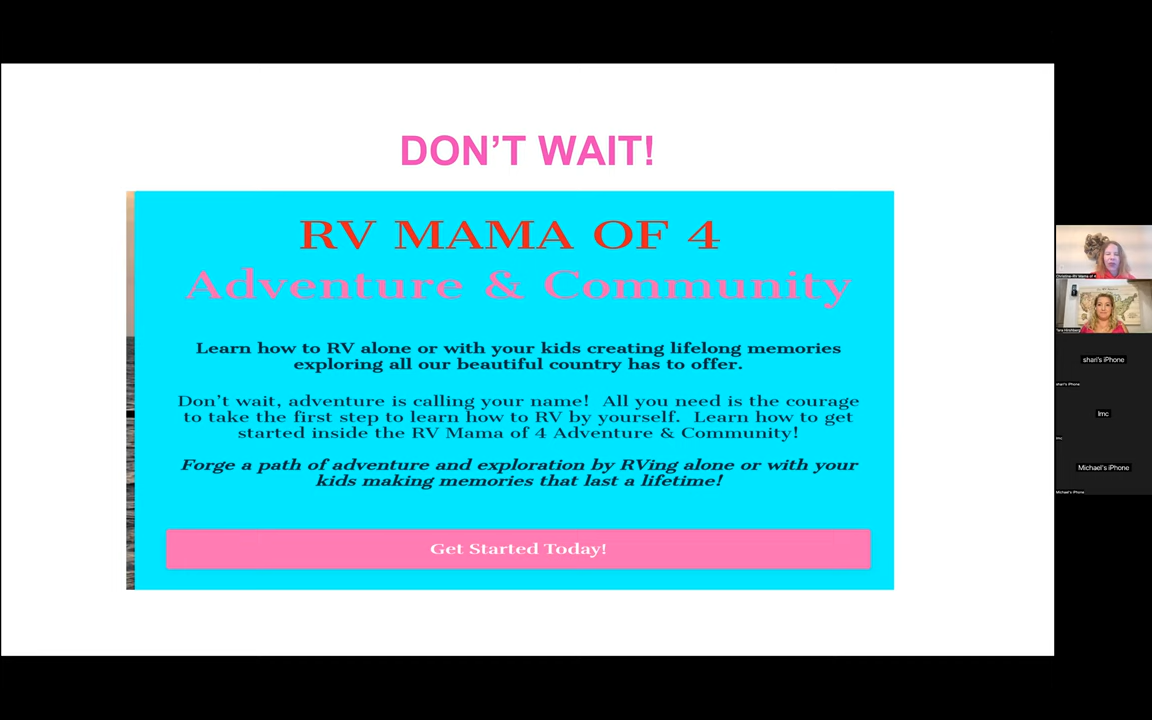 DON'T WAIT!
RV MAMA OF 4
Adventure & Community
Learn how to RV alone or with your kids creating lifelong memories
exploring all our beautiful country has to offer.
Don't wait, adventure is calling your name!  All you need is the courage
to take the first step to learn how to RV by yourself.  Learn how to get
started inside the RV Mama of 4 Adventure & Community!
Forge a path of adventure and exploration by RVing alone or with your
kids making memories that last a lifetime!
Get Started Today!
shari's iPhone
shari's iPhone
Michael's iPhone
Michael's iPhone